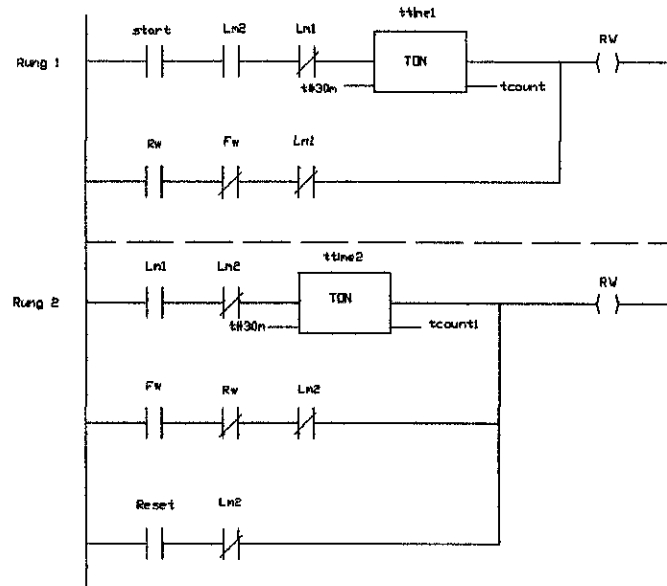 ttime1
start Lm2 Lm1 RW
Rung 1 TON
t#30m tcount
Rw Fw Lm1
ttime2
Lm1 Lm2 RW
Rung 2 TON
t#30m tcount1
Fw Rw Lm2
Reset Lm2